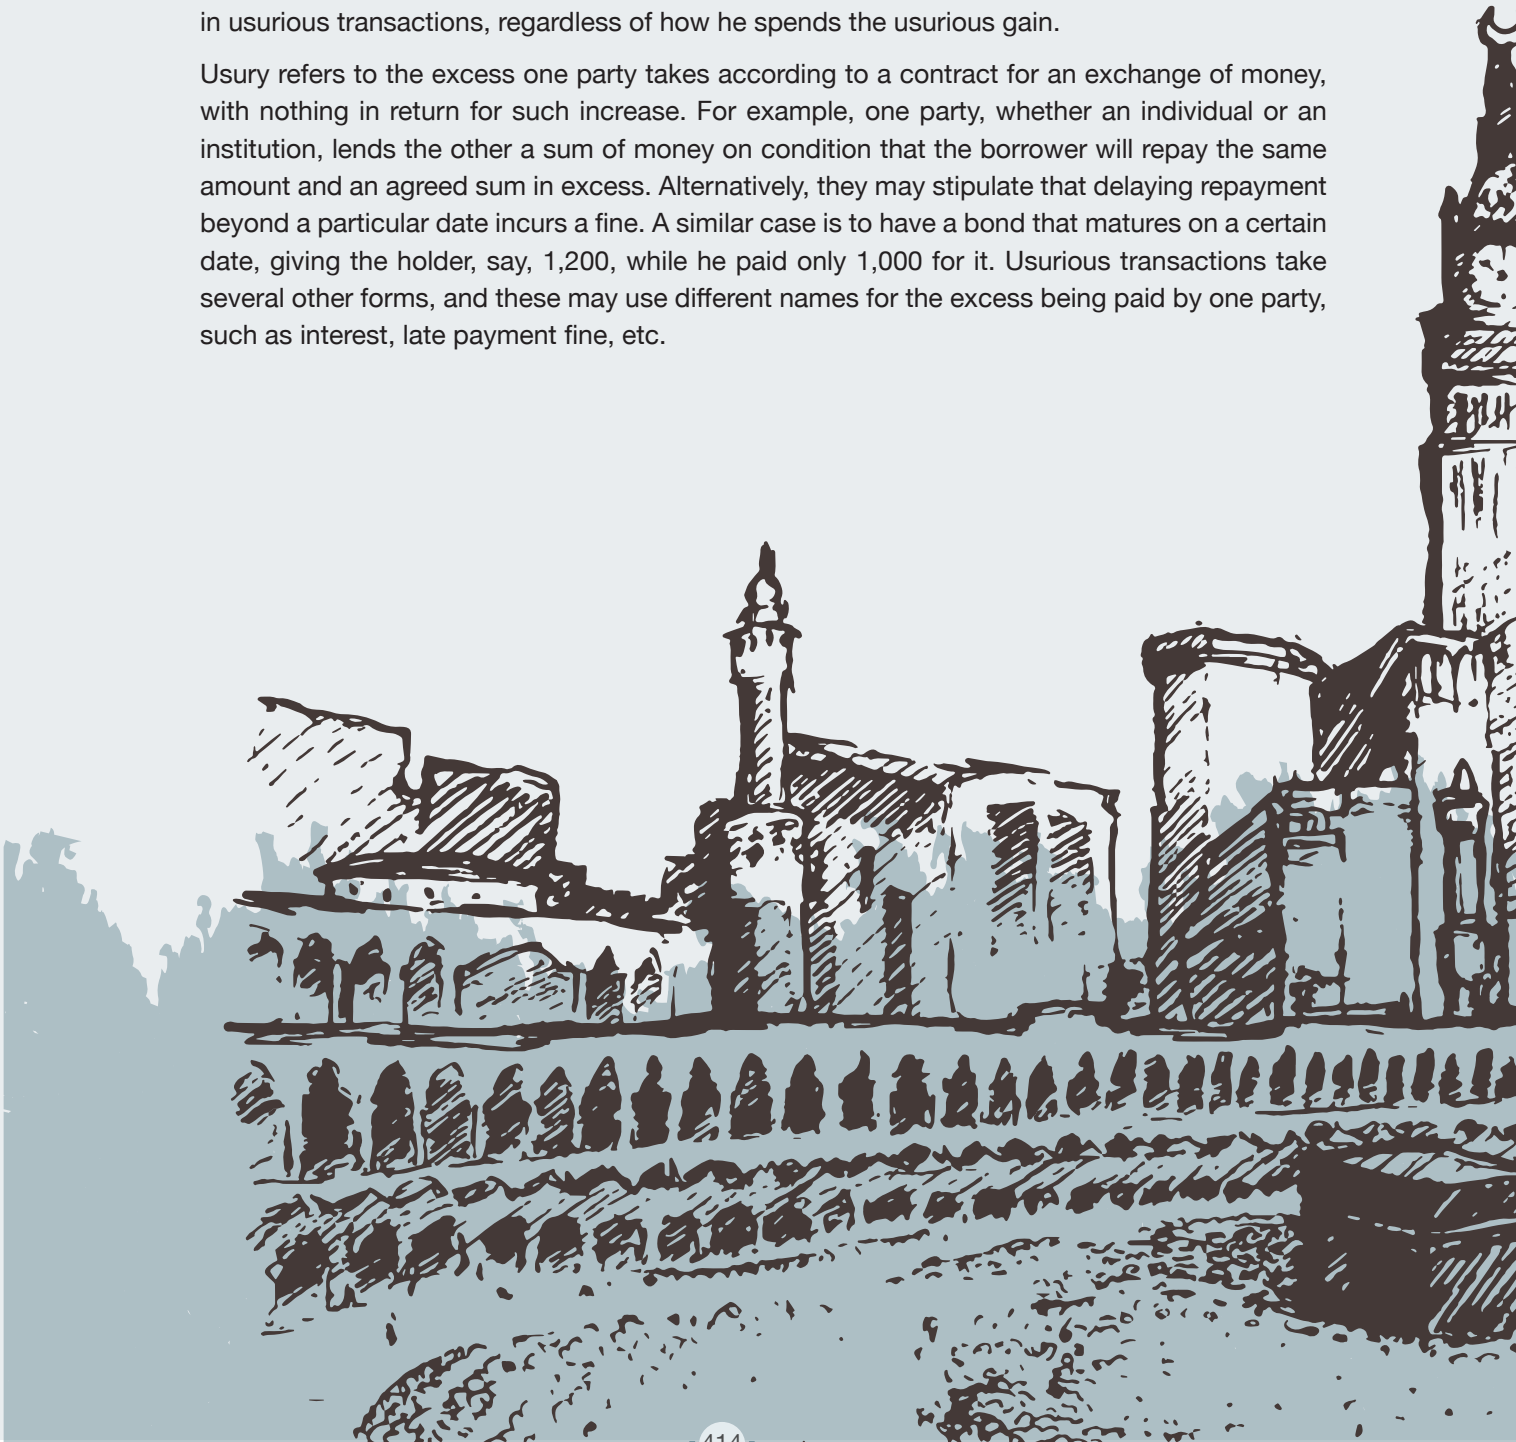 in usurious transactions, regardless of how he spends the usurious gain.
Usury refers to the excess one party takes according to a contract for an exchange of money,
with nothing in return for such increase. For example, one party, whether an individual or an
institution, lends the other a sum of money on condition that the borrower will repay the same
amount and an agreed sum in excess. Alternatively, they may stipulate that delaying repayment
beyond a particular date incurs a fine. A similar case is to have a bond that matures on a certain
date, giving the holder, say, 1,200, while he paid only 1,000 for it. Usurious transactions take
several other forms, and these may use different names for the excess being paid by one party,
such as interest, late payment fine, etc.
414